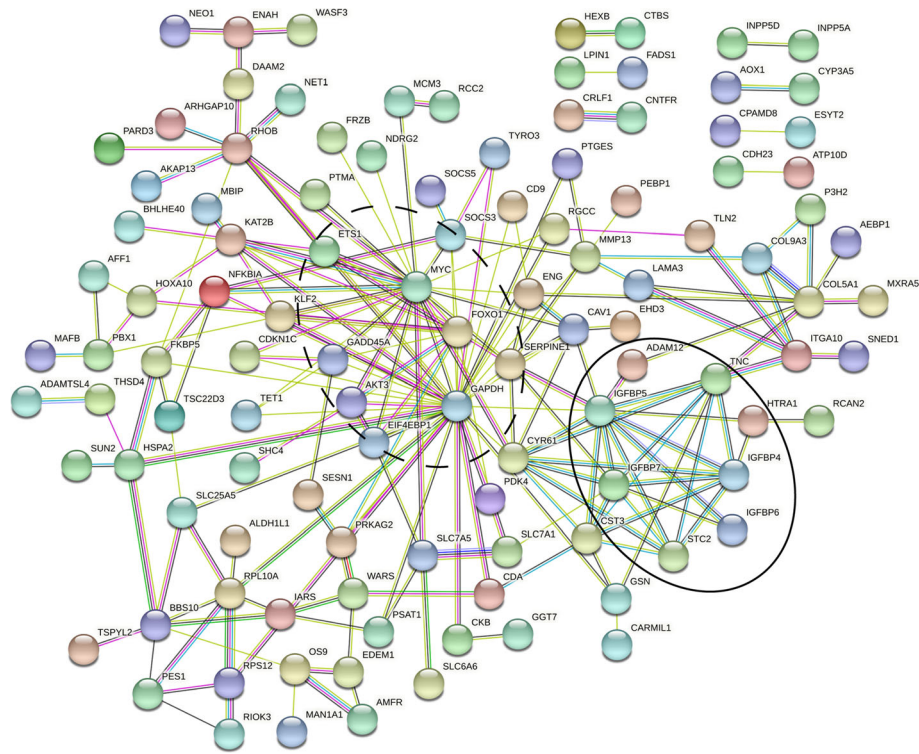 NEO1
ENAH
WASF3
HEXB
CTBS
INPP5D
INPP5A
DAAM2
LPIN1
FADS1
AOX1
CYP3A5
NET1
MCM3
RCC2
ARHGAP10
CRLF1
CNTFR
CPAMD8
ESYT2
PARD3
RHOB
FRZB
NDRG2
TYRO3
PTGES
CDH23
ATP10D
AKAP13
MBIP
PTMA
SOCS5
CD9
PEBP1
P3H2
BHLHE40
KAT2B
ETS1
SOCS3
RGCC
MMP13
TLN2
COL9A3
AEBP1
AFF1
HOXA10
NFKBIA
MYC
ENG
LAMA3
COL5A1
MXRA5
KLF2
FOXO1
CAV1
EHD3
MAFB
PBX1
FKBP5
CDKN1C
GADD45A
SERPINE1
ADAM12
TNC
ITGA10
SNED1
ADAMTSL4
THSD4
TSC22D3
TET1
AKT3
GAPDH
IGFBP5
HTRA1
RCAN2
EIF4EBP1
SUN2
HSPA2
SHC4
CYR61
IGFBP7
IGFBP4
SESN1
PDK4
SLC25A5
IGFBP6
ALDH1L1
PRKAG2
SLC7A5
SLC7A1
CST3
STC2
RPL10A
IARS
WARS
CDA
GSN
BBS10
PSAT1
CKB
GGT7
CARMIL1
TSPYL2
RPS12
OS9
EDEM1
SLC6A6
PES1
RIOK3
MAN1A1
AMFR